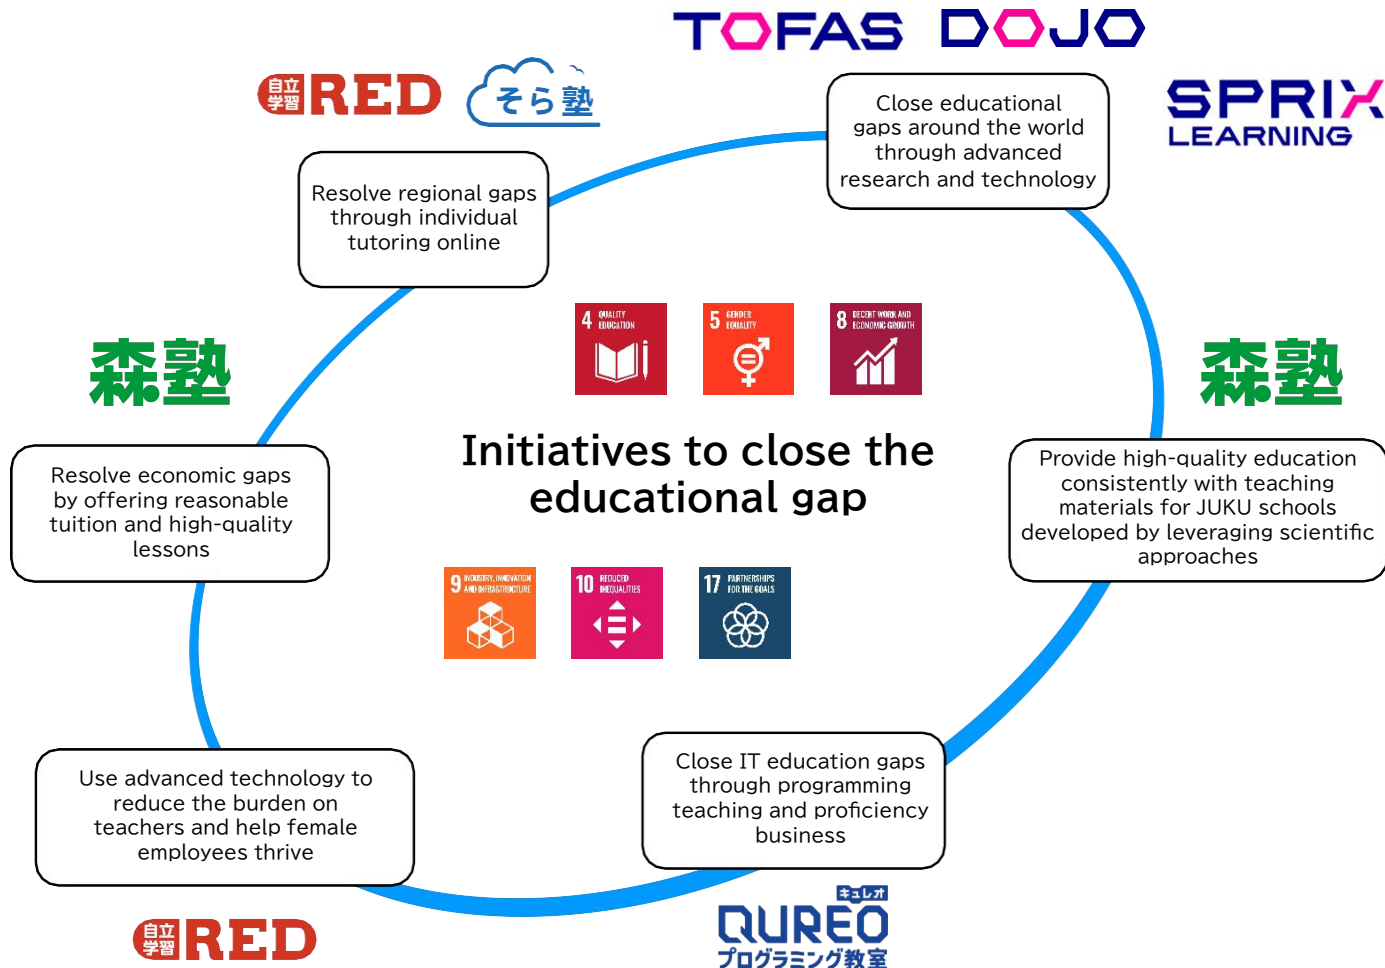 TOFAS DOJO
自立
学習
RED
そら塾
SPRIX
LEARNING
Close educational
gaps around the world
through advanced
research and technology
Resolve regional gaps
through individual
tutoring online
4 QUALITY
EDUCATION
5 GENDER
EQUALITY
8 DECENT WORK AND
ECONOMIC GROWTH
森塾
森塾
Initiatives to close the
educational gap
Resolve economic gaps
by offering reasonable
tuition and high-quality
lessons
Provide high-quality education
consistently with teaching
materials for JUKU schools
developed by leveraging scientific
approaches
9 INDUSTRY, INNOVATION
AND INFRASTRUCTURE
10 REDUCED
INEQUALITIES
17 PARTNERSHIPS
FOR THE GOALS
Use advanced technology to
reduce the burden on
teachers and help female
employees thrive
Close IT education gaps
through programming
teaching and proficiency
business
自立
学習
RED
キュレオ
QUREO
プログラミング教室